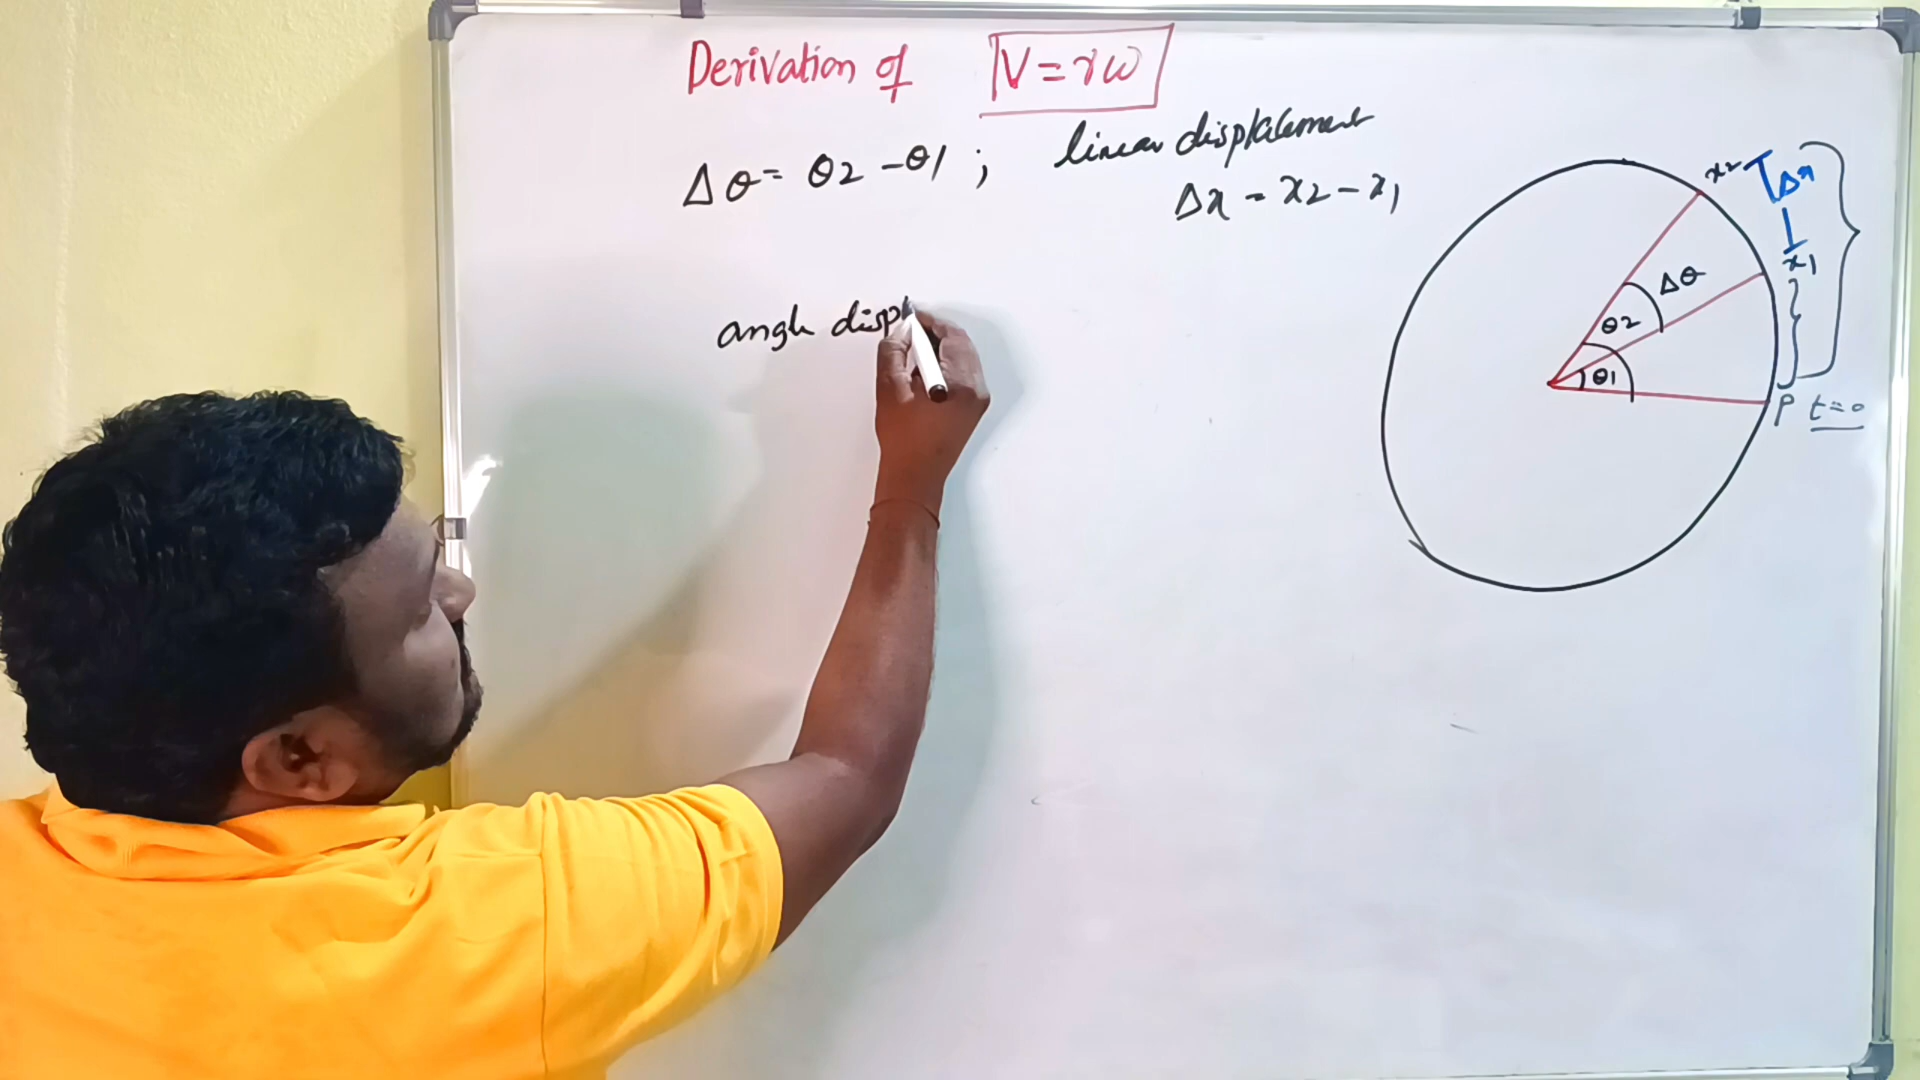 Derivation of V = rω
Δθ = θ2 - θ1 ; linear displacement
Δx = x2 - x1
angle displ
x2
Δx
x1
Δθ
θ2
θ1
P t=0